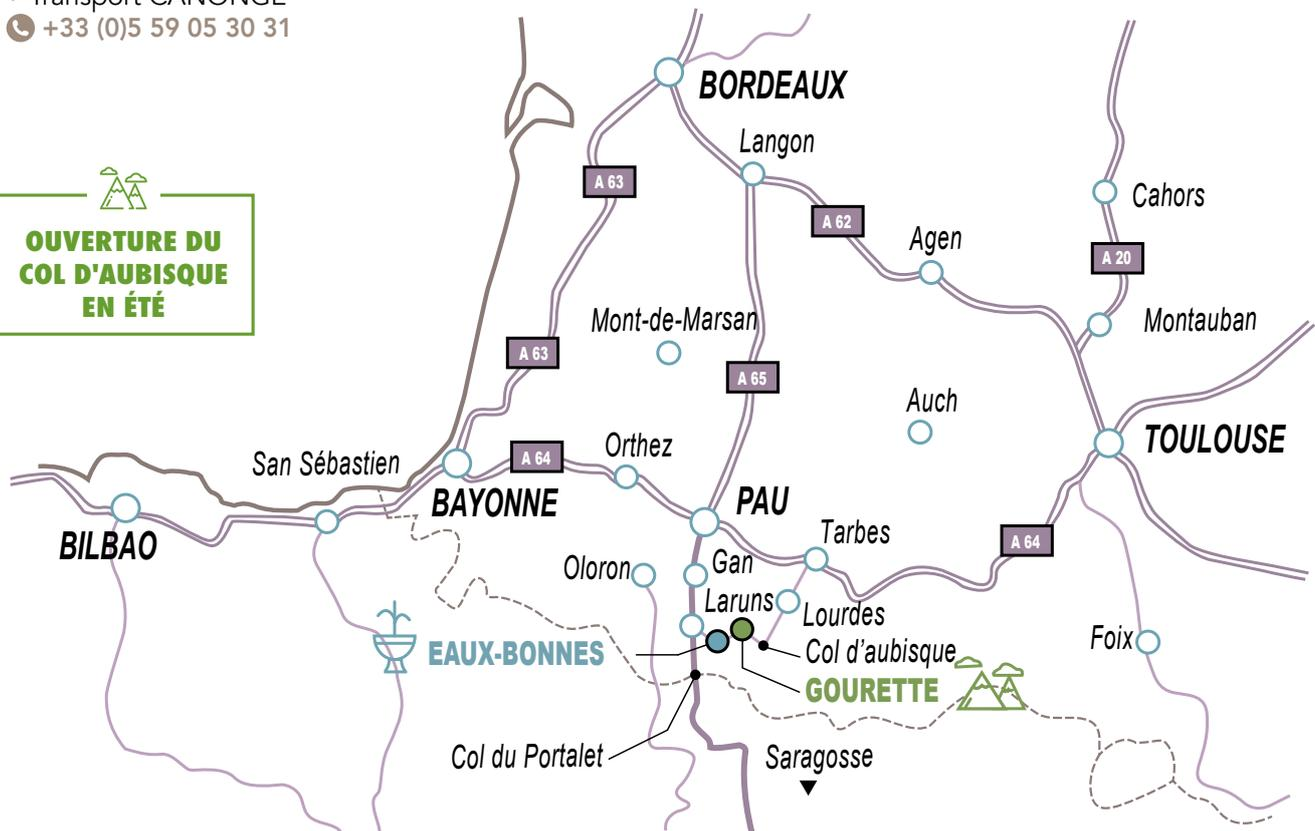 Transport CANONGE
+33 (0)5 59 05 30 31
BORDEAUX
Langon
A 63
Cahors
A 62
OUVERTURE DU
COL D'AUBISQUE
EN ÉTÉ
Agen
A 20
Mont-de-Marsan
Montauban
A 63
A 65
Auch
Orthez
TOULOUSE
San Sébastien
A 64
BAYONNE
PAU
BILBAO
Tarbes
A 64
Oloron
Gan
Laruns
Lourdes
Foix
EAUX-BONNES
Col d’aubisque
GOURETTE
Col du Portalet
Saragosse